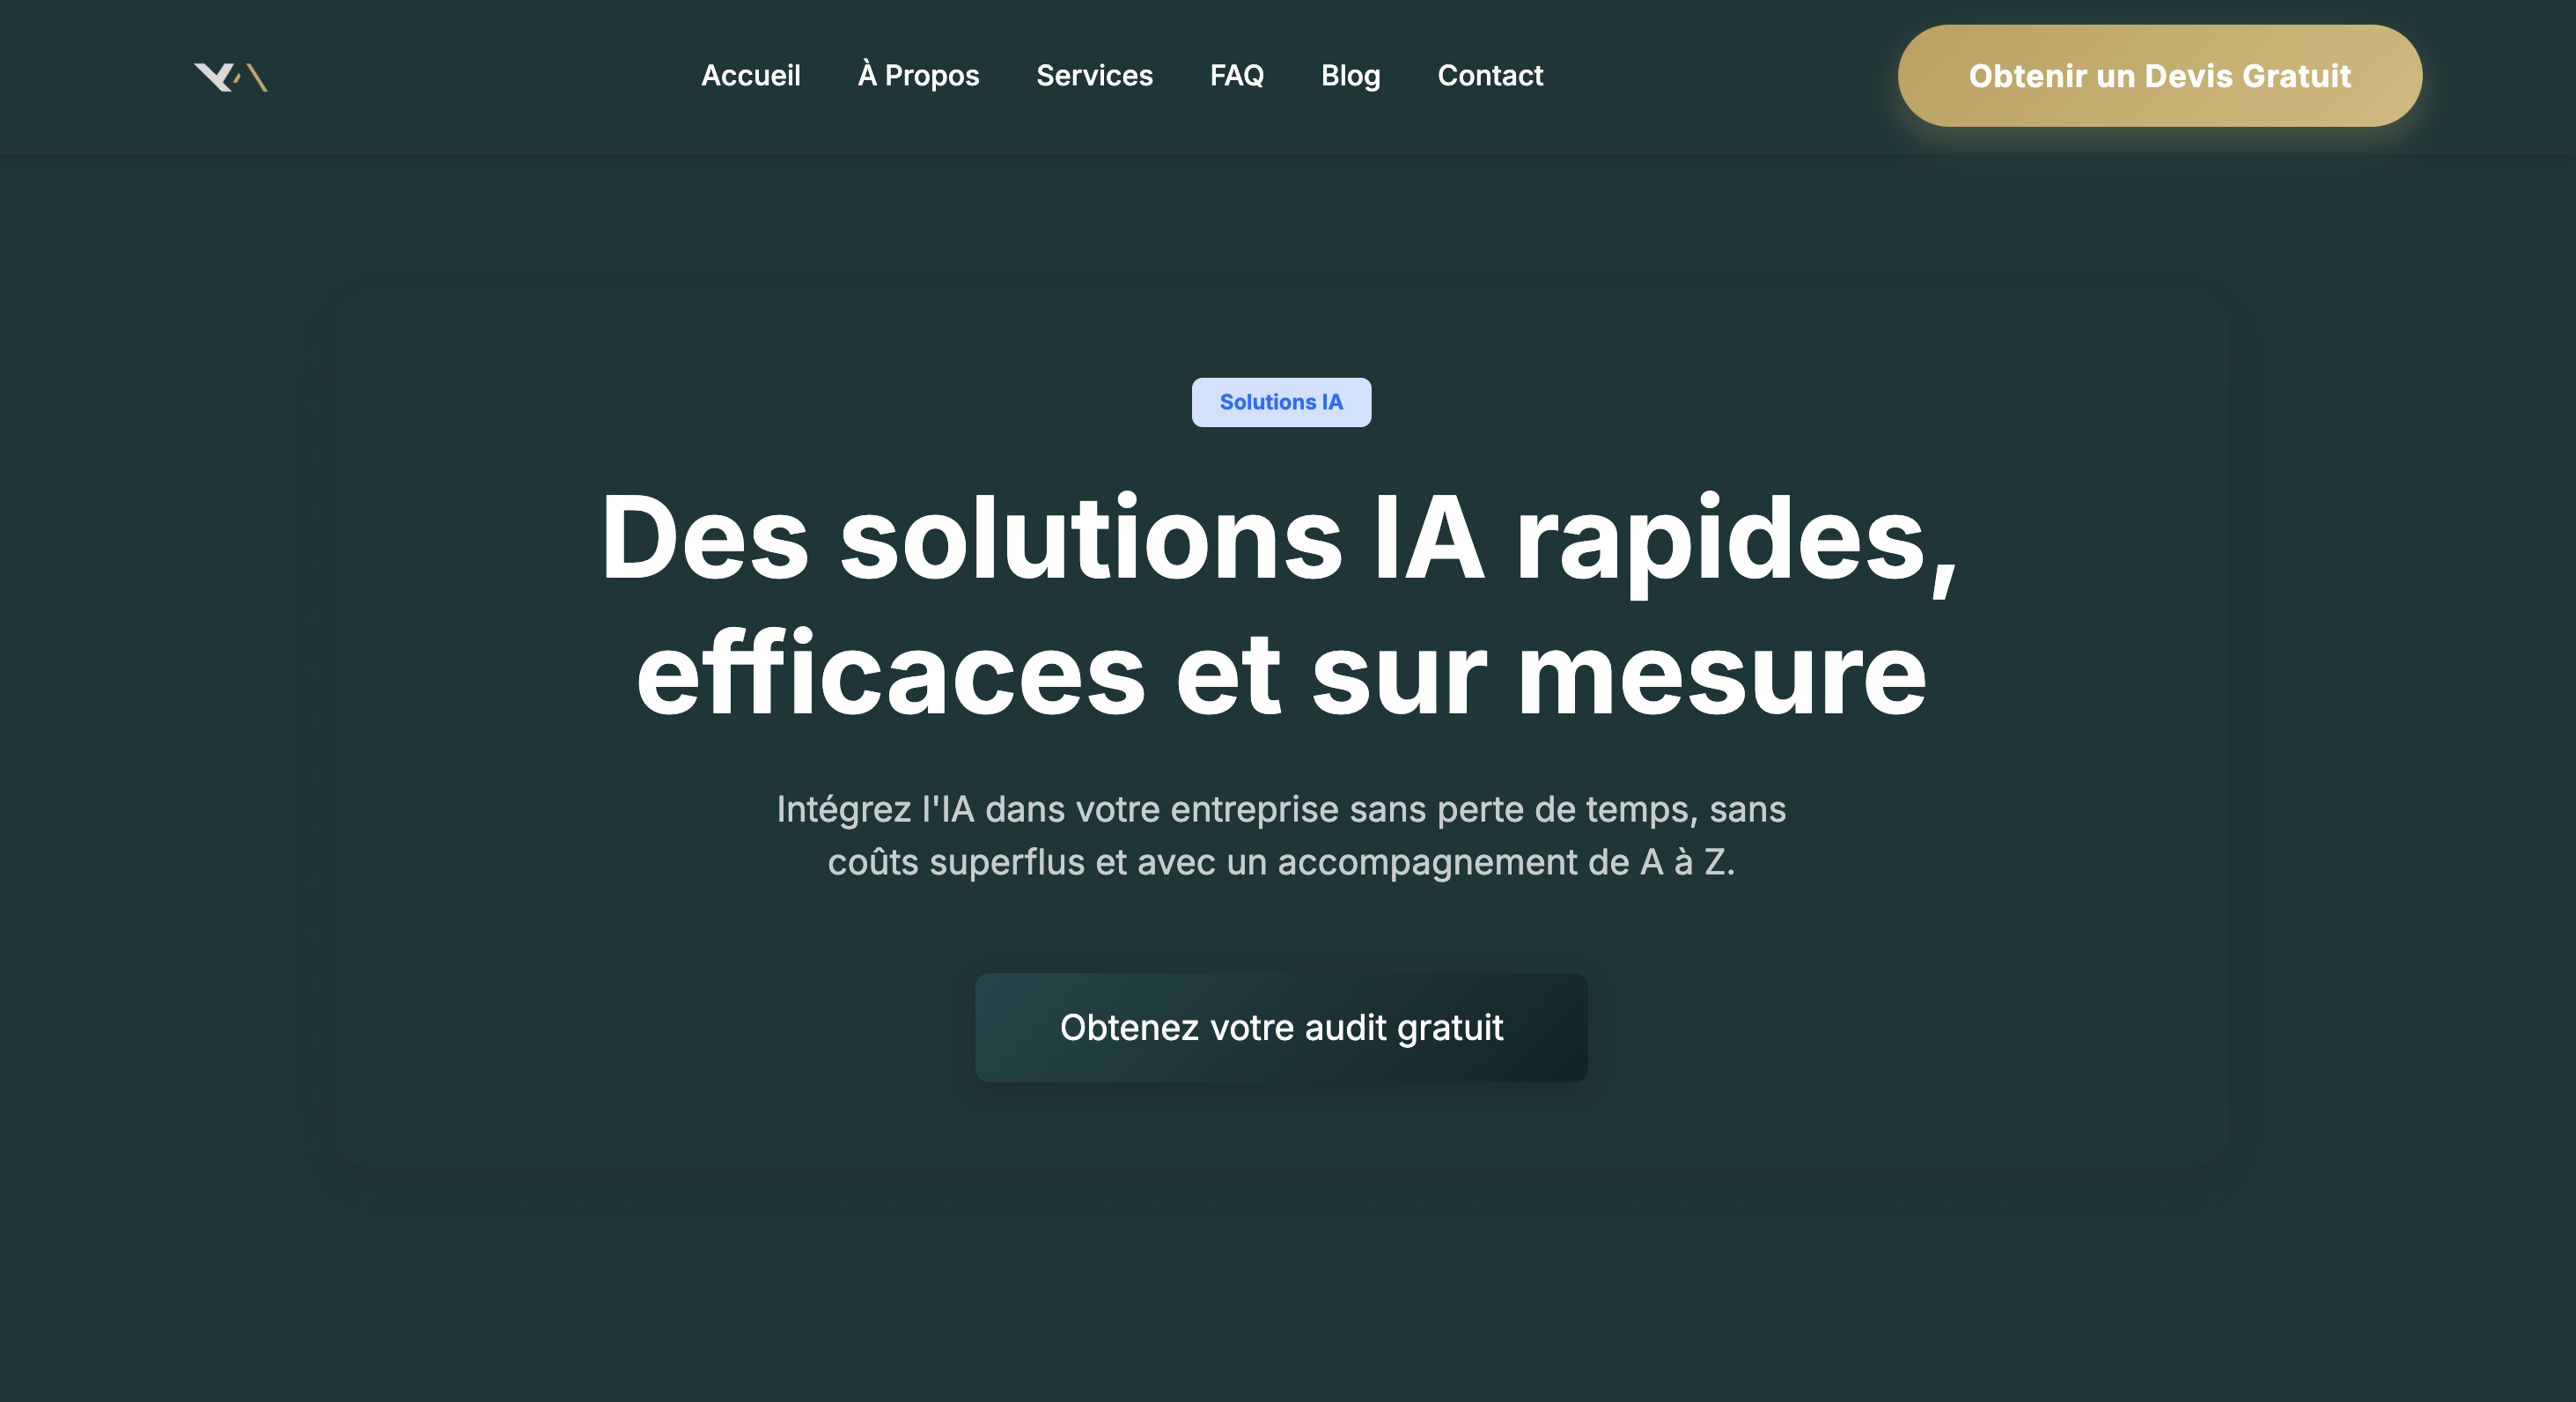 Accueil
À Propos
Services
FAQ
Blog
Contact
Obtenir un Devis Gratuit
Solutions IA
Des solutions IA rapides,
efficaces et sur mesure
Intégrez l'IA dans votre entreprise sans perte de temps, sans
coûts superflus et avec un accompagnement de A à Z.
Obtenez votre audit gratuit